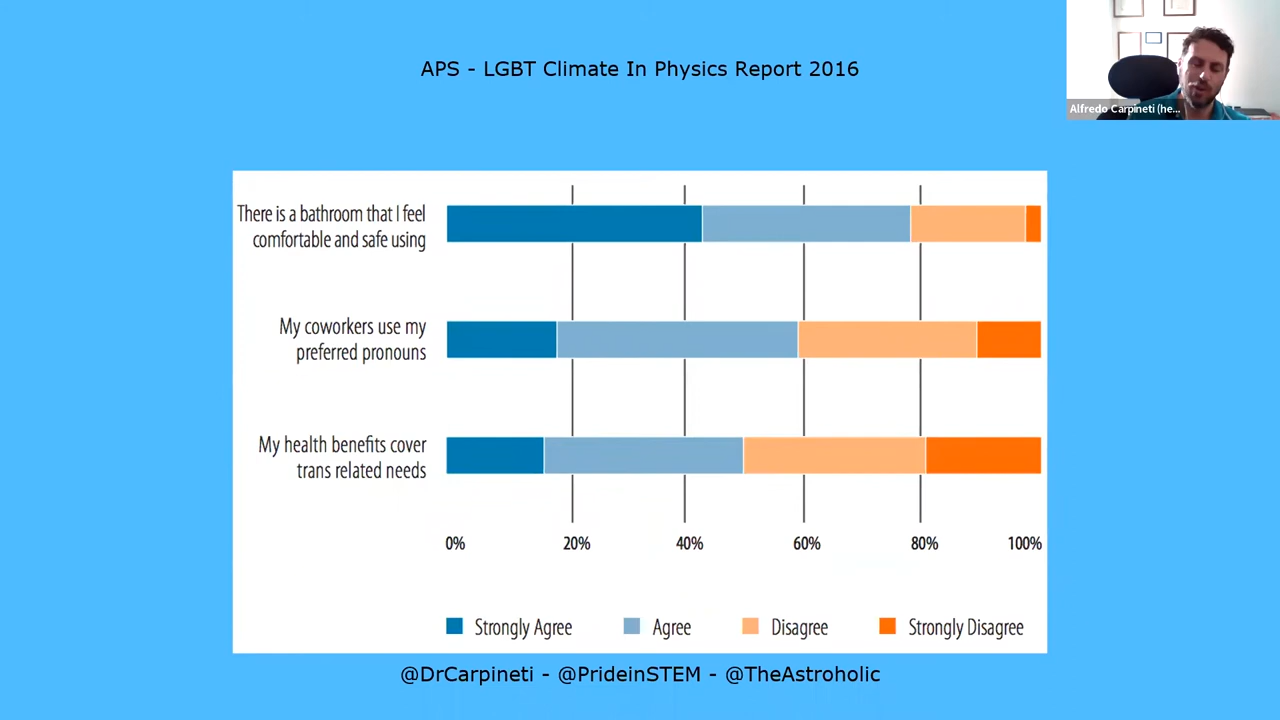 APS - LGBT Climate In Physics Report 2016
Alfredo Carpineti (he...
There is a bathroom that I feel
comfortable and safe using
My coworkers use my
preferred pronouns
My health benefits cover
trans related needs
0% 20% 40% 60% 80% 100%
Strongly Agree Agree Disagree Strongly Disagree
@DrCarpineti - @PrideinSTEM - @TheAstroholic